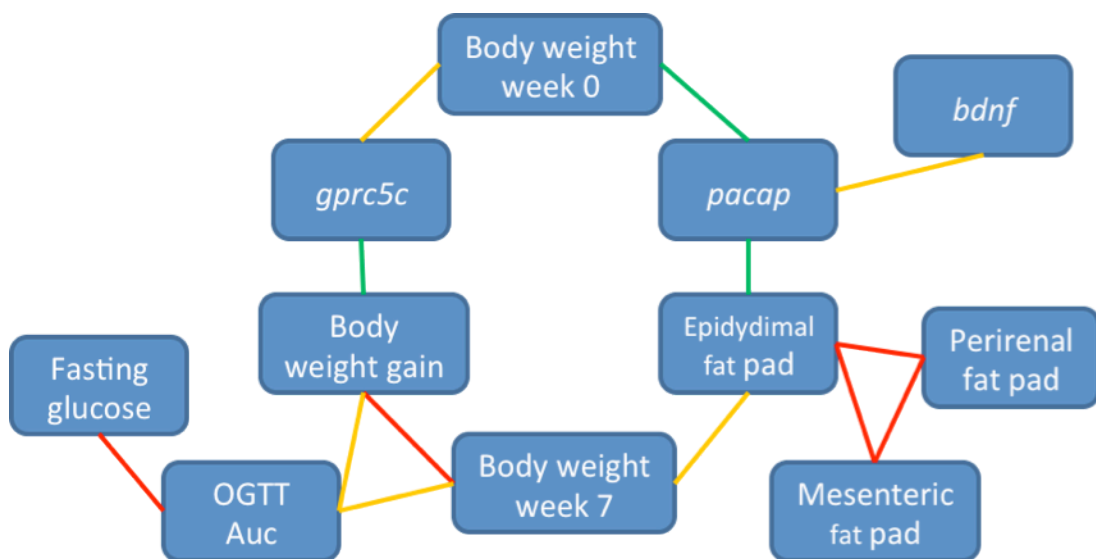 Body weight
week 0
bdnf
gprc5c
pacap
Body
weight gain
Epidydimal
fat pad
Perirenal
fat pad
Fasting
glucose
OGTT
Auc
Body weight
week 7
Mesenteric
fat pad